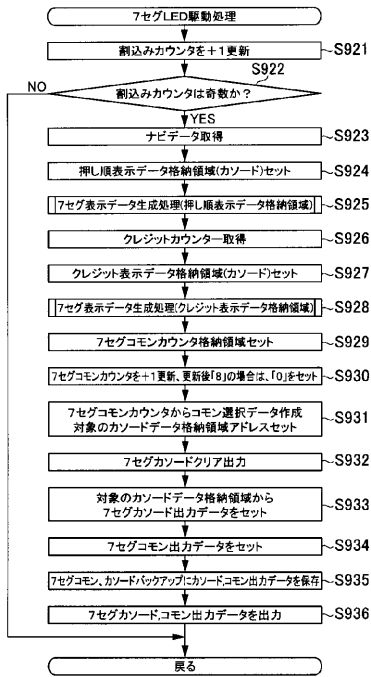 7セグLED駆動処理
割込みカウンタを+1更新
S921
S922
NO
割込みカウンタは奇数か?
YES
ナビデータ取得
S923
押し順表示データ格納領域(カソード)セット
S924
7セグ表示データ生成処理(押し順表示データ格納領域)
S925
クレジットカウンター取得
S926
クレジット表示データ格納領域(カソード)セット
S927
7セグ表示データ生成処理(クレジット表示データ格納領域)
S928
7セグコモンカウンタ格納領域セット
S929
7セグコモンカウンタを+1更新、更新後「8」の場合は、「0」をセット
S930
7セグコモンカウンタからコモン選択データ作成
対象のカソードデータ格納領域アドレスセット
S931
7セグカソードクリア出力
S932
対象のカソードデータ格納領域から
7セグカソード出力データをセット
S933
7セグコモン出力データをセット
S934
7セグコモン、カソードバックアップにカソード,コモン出力データを保存
S935
7セグカソード,コモン出力データを出力
S936
戻る